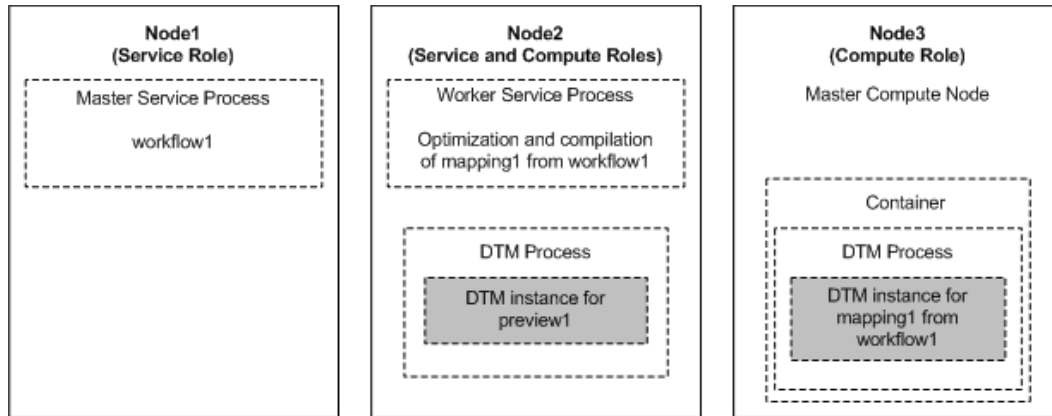 Node1
(Service Role)
Master Service Process
workflow1
Node2
(Service and Compute Roles)
Worker Service Process
Optimization and compilation
of mapping1 from workflow1
DTM Process
DTM instance for
preview1
Node3
(Compute Role)
Master Compute Node
Container
DTM Process
DTM instance for
mapping1 from
workflow1